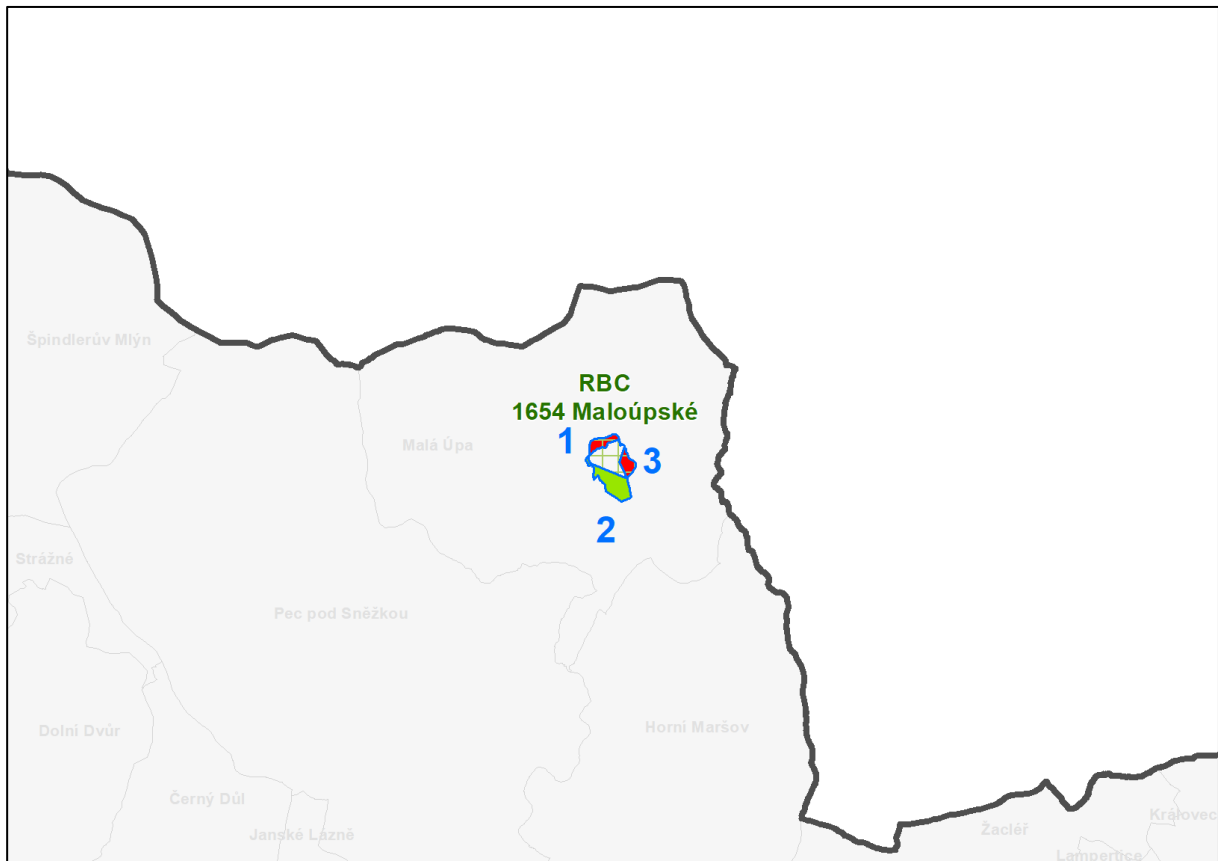 Špindlerův Mlýn
RBC
1654 Maloúpské
Malá Úpa
1
3
2
Strážné
Pec pod Sněžkou
Dolní Dvůr
Horní Maršov
Černý Důl
Janské Lázně
Žacléř
Královec
Lampertice